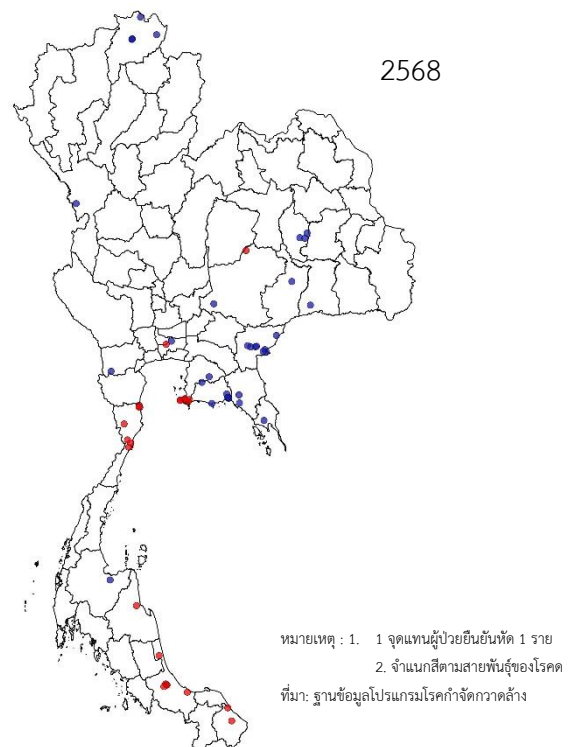 2568
หมายเหตุ : 1. 1 จุดแทนผู้ป่วยยืนยันหัด 1 ราย
2. จำแนกสีตามสายพันธุ์ของโรคด
ที่มา: ฐานข้อมูลโปรแกรมโรคกำจัดกวาดล้าง